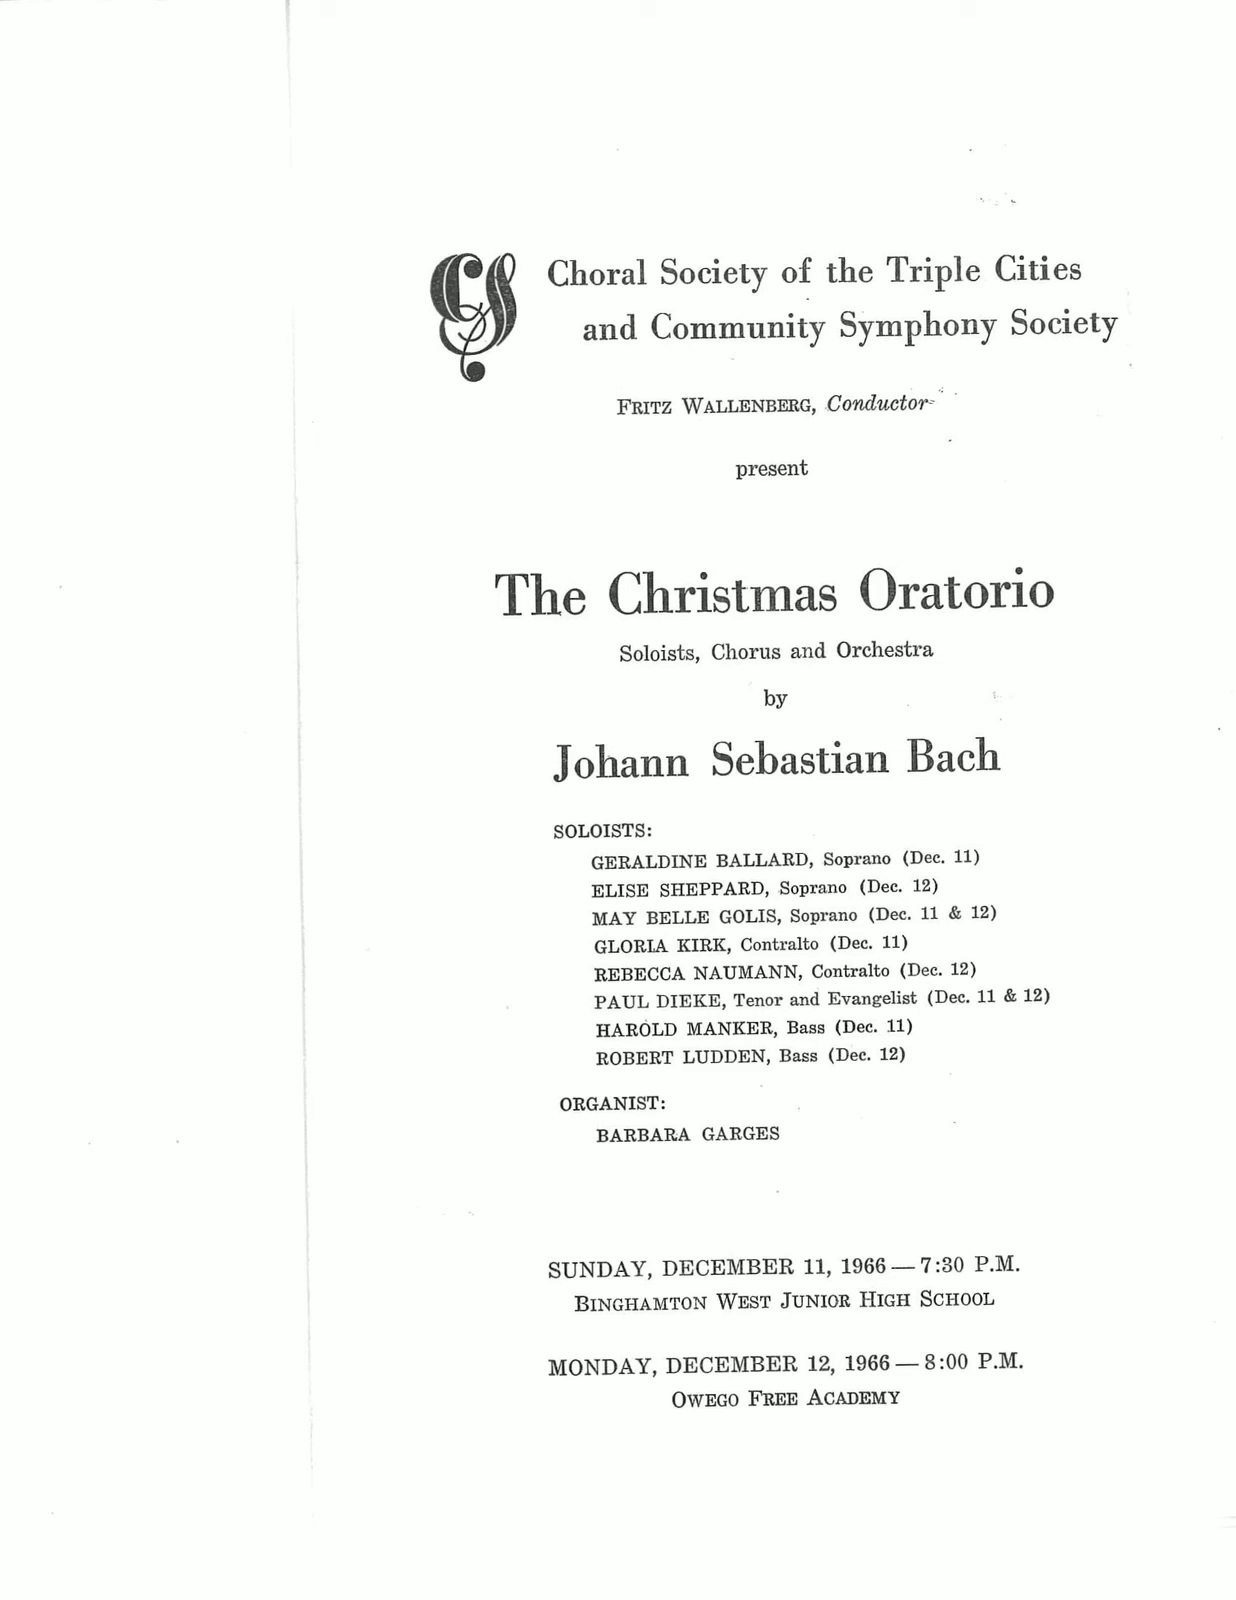 CS
Choral Society of the Triple Cities
and Community Symphony Society
FRITZ WALLENBERG, Conductor
present
The Christmas Oratorio
Soloists, Chorus and Orchestra
by
Johann Sebastian Bach
SOLOISTS:
GERALDINE BALLARD, Soprano (Dec. 11)
ELISE SHEPPARD, Soprano (Dec. 12)
MAY BELLE GOLIS, Soprano (Dec. 11 & 12)
GLORIA KIRK, Contralto (Dec. 11)
REBECCA NAUMANN, Contralto (Dec. 12)
PAUL DIEKE, Tenor and Evangelist (Dec. 11 & 12)
HAROLD MANKER, Bass (Dec. 11)
ROBERT LUDDEN, Bass (Dec. 12)
ORGANIST:
BARBARA GARGES
SUNDAY, DECEMBER 11, 1966 — 7:30 P.M.
BINGHAMTON WEST JUNIOR HIGH SCHOOL
MONDAY, DECEMBER 12, 1966 — 8:00 P.M.
OWEGO FREE ACADEMY